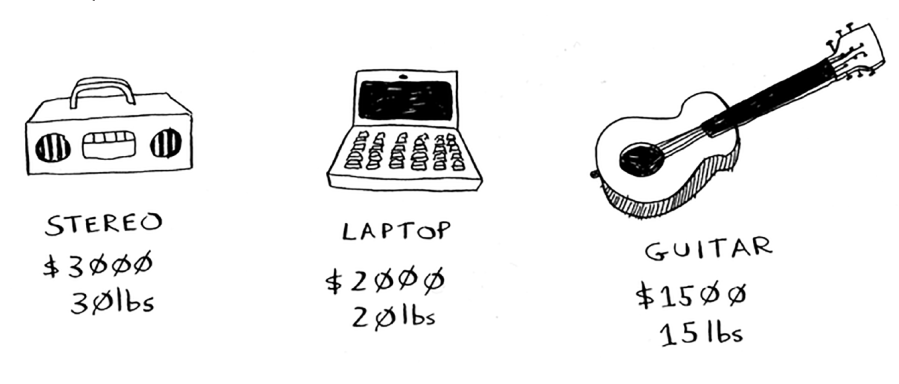 STEREO
$3000
30lbs
LAPTOP
$2000
20lbs
GUITAR
$1500
15lbs